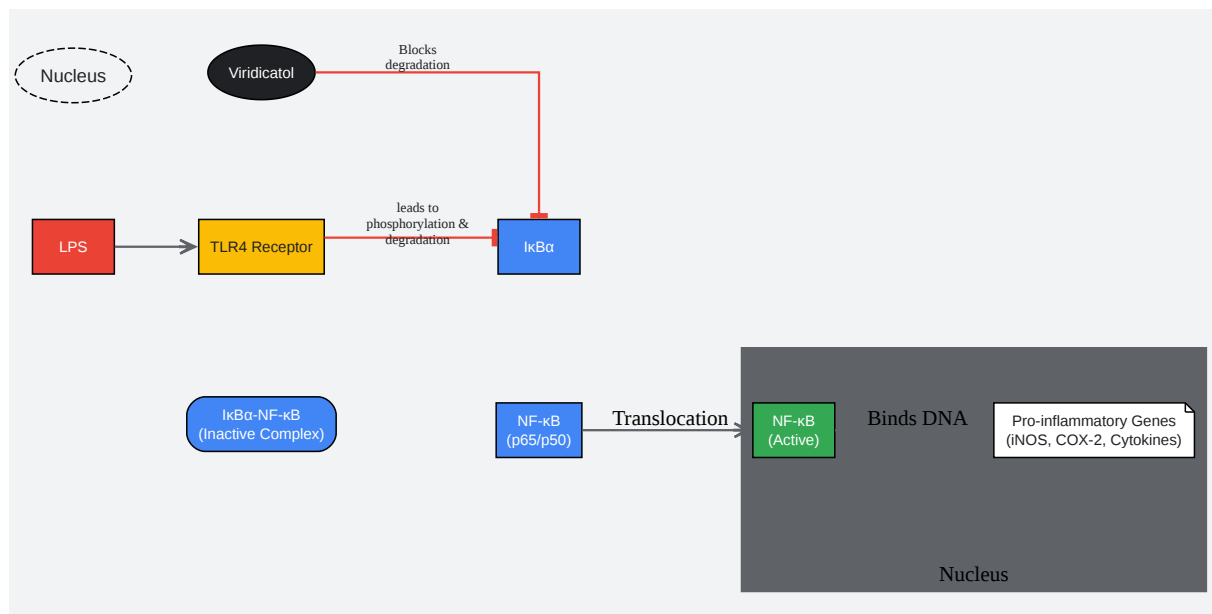 Nucleus
Viridicatol
Blocks
degradation
LPS
TLR4 Receptor
leads to
phosphorylation &
degradation
IκBα
IκBα-NF-κB
(Inactive Complex)
NF-κB
(p65/p50)
Translocation
NF-κB
(Active)
Binds DNA
Pro-inflammatory Genes
(iNOS, COX-2, Cytokines)
Nucleus